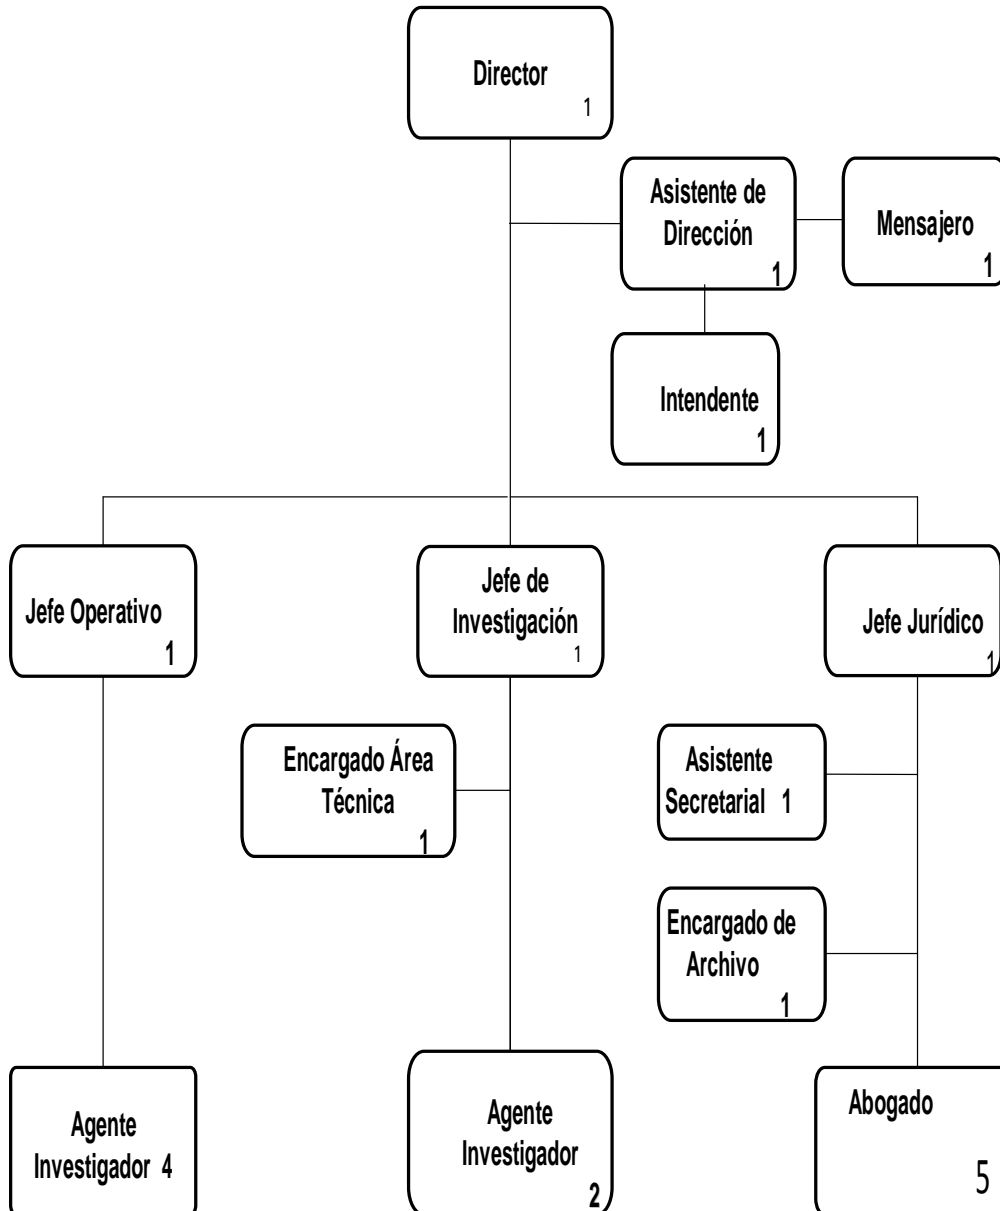 Director
1
Asistente de
Dirección
1
Mensajero
1
Intendente
1
Jefe Operativo
1
Jefe de
Investigación
1
Jefe Jurídico
1
Encargado Área
Técnica
1
Asistente
Secretarial 1
Encargado de
Archivo
1
Agente
Investigador 4
Agente
Investigador
2
Abogado
5